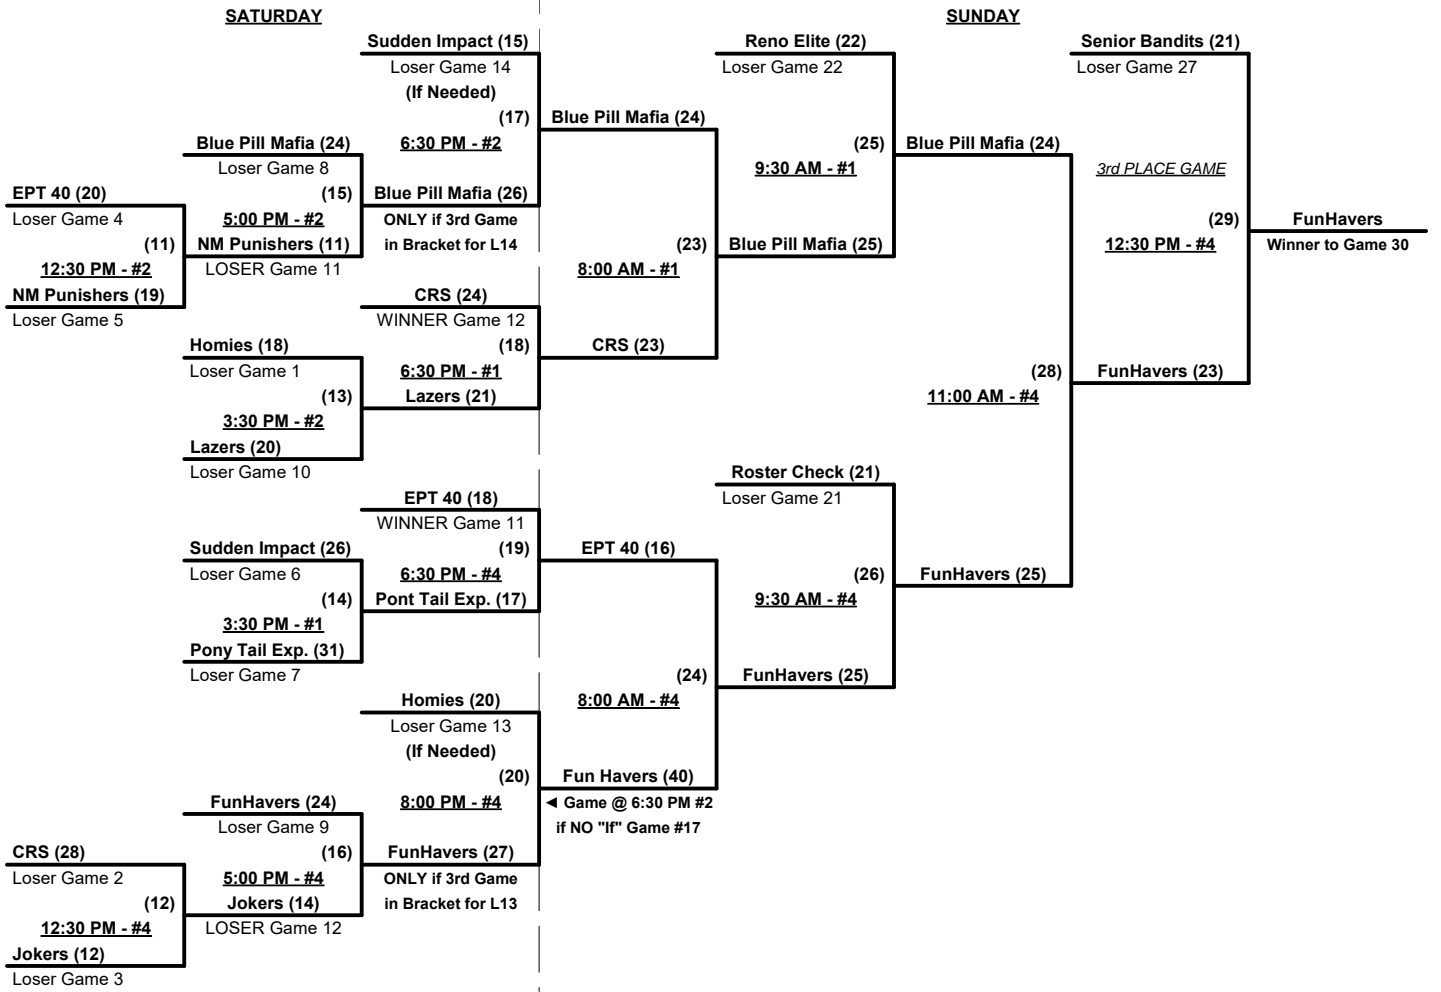 SATURDAY
SUNDAY
Sudden Impact (15)
Loser Game 14
(If Needed)
(17)
6:30 PM - #2
Blue Pill Mafia (24)
Loser Game 8
(15)
5:00 PM - #2
NM Punishers (11)
LOSER Game 11
EPT 40 (20)
Loser Game 4
(11)
12:30 PM - #2
NM Punishers (19)
Loser Game 5
Blue Pill Mafia (26)
ONLY if 3rd Game
in Bracket for L14
CRS (24)
WINNER Game 12
(18)
6:30 PM - #1
Lazers (21)
Homies (18)
Loser Game 1
(13)
3:30 PM - #2
Lazers (20)
Loser Game 10
EPT 40 (18)
WINNER Game 11
(19)
6:30 PM - #4
Pont Tail Exp. (17)
Sudden Impact (26)
Loser Game 6
(14)
3:30 PM - #1
Pony Tail Exp. (31)
Loser Game 7
Homies (20)
Loser Game 13
(If Needed)
(20)
8:00 PM - #4
FunHavers (27)
ONLY if 3rd Game
in Bracket for L13
FunHavers (24)
Loser Game 9
(16)
5:00 PM - #4
Jokers (14)
LOSER Game 12
CRS (28)
Loser Game 2
(12)
12:30 PM - #4
Jokers (12)
Loser Game 3
Blue Pill Mafia (24)
(23)
8:00 AM - #1
CRS (23)
EPT 40 (16)
(24)
8:00 AM - #4
Fun Havers (40)
◄ Game @ 6:30 PM #2
if NO "If" Game #17
Reno Elite (22)
Loser Game 22
(25)
9:30 AM - #1
Blue Pill Mafia (25)
Roster Check (21)
Loser Game 21
(26)
9:30 AM - #4
FunHavers (25)
Blue Pill Mafia (24)
(28)
11:00 AM - #4
FunHavers (25)
Senior Bandits (21)
Loser Game 27
3rd PLACE GAME
(29)
12:30 PM - #4
FunHavers (23)
FunHavers
Winner to Game 30